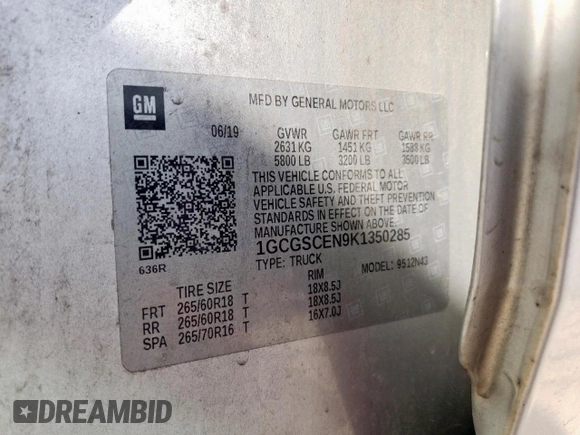 GM
MFD BY GENERAL MOTORS LLC
06/19 GVWR GAWR FRT GAWR RR
2631 KG 1451 KG 1588 KG
5800 LB 3200 LB 3500 LB
THIS VEHICLE CONFORMS TO ALL
APPLICABLE U.S. FEDERAL MOTOR
VEHICLE SAFETY AND THEFT PREVENTION
STANDARDS IN EFFECT ON THE DATE OF
MANUFACTURE SHOWN ABOVE.
1GCGSCEN9K1350285
636R
TYPE: TRUCK MODEL: 9512N43
TIRE SIZE RIM
FRT 265/60R18 T 18X8.5J
RR 265/60R18 T 18X8.5J
SPA 265/70R16 T 16X7.0J
DREAMBID